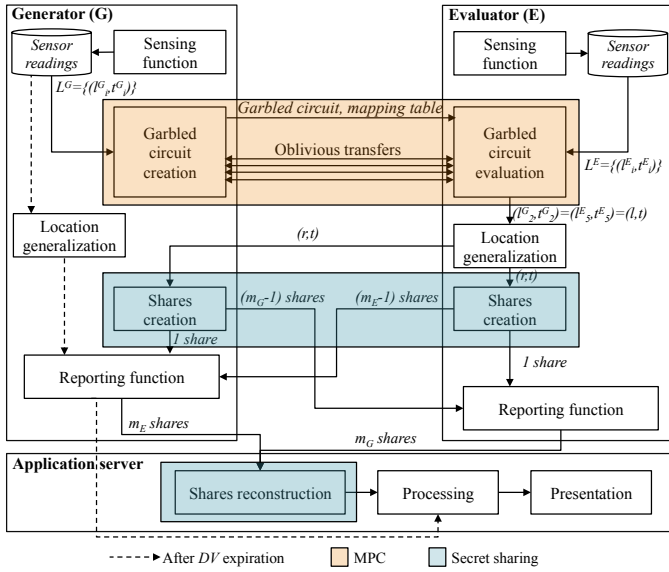 Generator (G)
Evaluator (E)
Sensor
readings
Sensing
function
Sensing
function
Sensor
readings
L^G={(l^G_i,t^G_i)}
Garbled circuit, mapping table
Garbled
circuit
creation
Oblivious transfers
Garbled
circuit
evaluation
L^E={(l^E_i,t^E_i)}
(l^G_2,t^G_2)=(l^E_5,t^E_5)=(l,t)
Location
generalization
(r,t)
Location
generalization
(r,t)
Shares
creation
(m_G-1) shares
(m_E-1) shares
Shares
creation
1 share
1 share
Reporting function
Reporting function
m_E shares
m_G shares
Application server
Shares reconstruction
Processing
Presentation
After DV expiration
MPC
Secret sharing